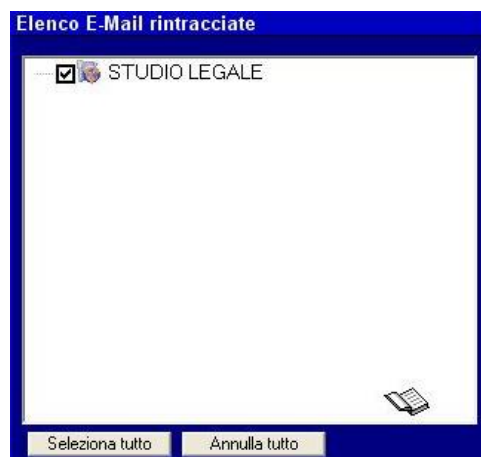 Elenco E-Mail rintracciate
STUDIO LEGALE
Seleziona tutto Annulla tutto